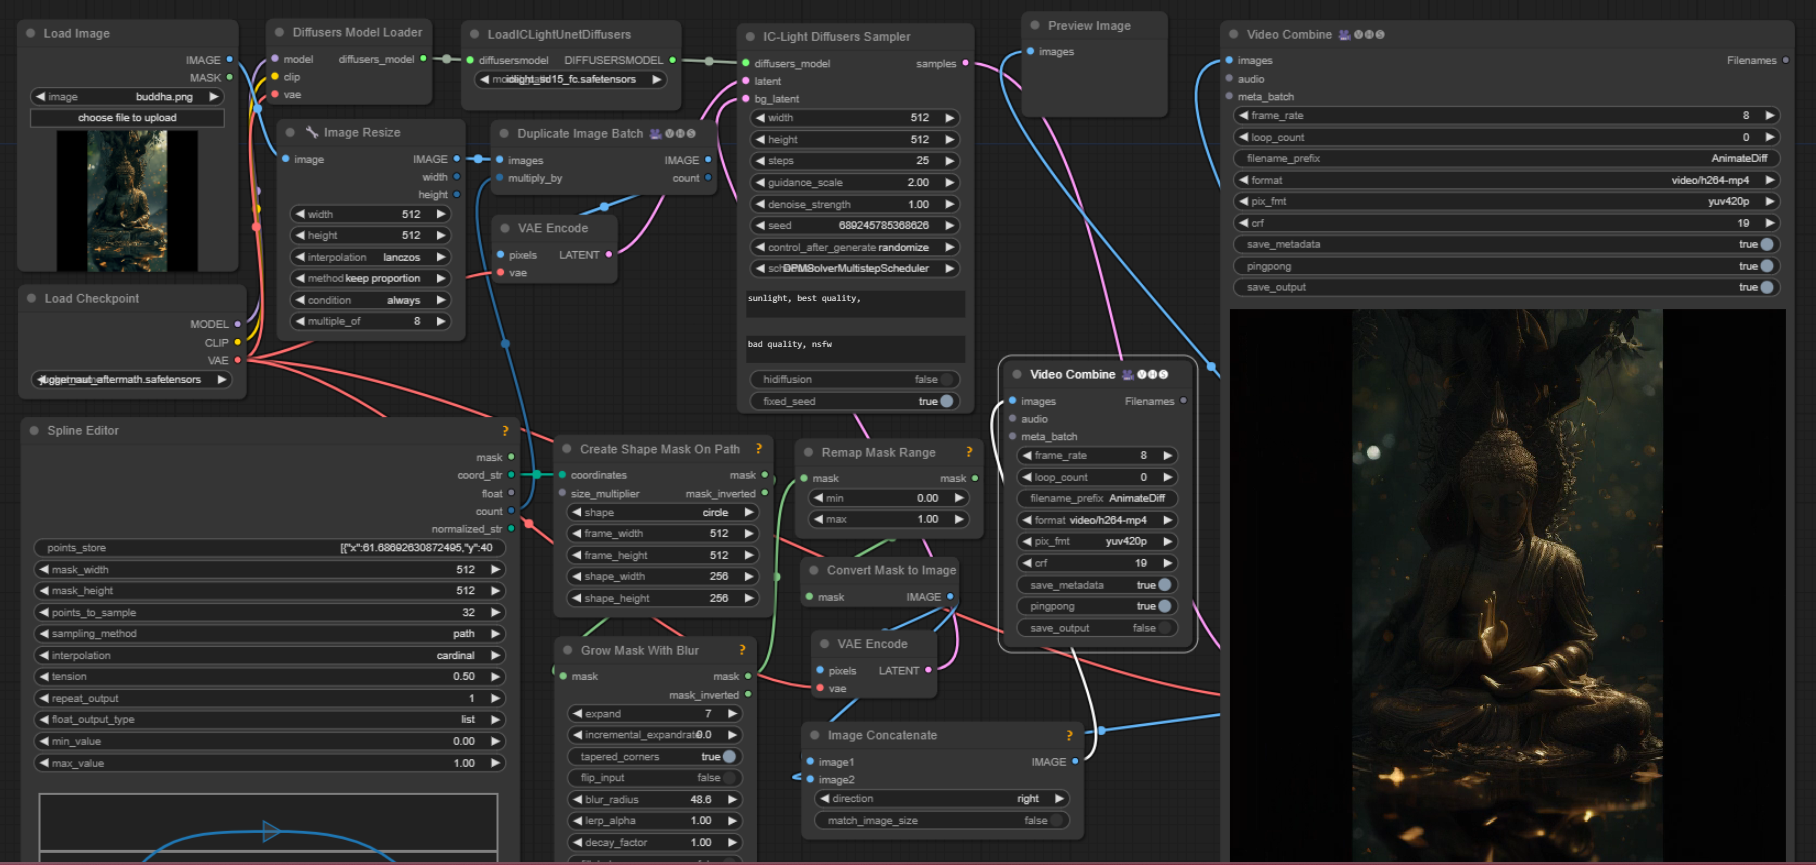 Load Image
IMAGE
MASK
image buddha.png
choose file to upload
Load Checkpoint
MODEL
CLIP
VAE
Diffusers Model Loader
model diffusers_model
clip
vae
Image Resize
image IMAGE
width
height
width 512
height 512
interpolation lanczos
method keep proportion
condition always
multiple_of 8
LoadICLightUnetDiffusers
diffusersmodel DIFFUSERSMODEL
Duplicate Image Batch VHS
images IMAGE
multiply_by count
VAE Encode
pixels LATENT
vae
IC-Light Diffusers Sampler
diffusers_model samples
latent
bg_latent
width 512
height 512
steps 25
guidance_scale 2.00
denoise_strength 1.00
seed 689245785368626
control_after_generate randomize
DPMSolverMultistepScheduler
sunlight, best quality,
bad quality, nsfw
hidiffusion false
fixed_seed true
Preview Image
images
Video Combine VHS
images Filenames
audio
meta_batch
frame_rate 8
loop_count 0
filename_prefix AnimateDiff
format video/h264-mp4
pix_fmt yuv420p
crf 19
save_metadata true
pingpong true
save_output true
Video Combine VHS
images Filenames
audio
meta_batch
frame_rate 8
loop_count 0
filename_prefix AnimateDiff
format video/h264-mp4
pix_fmt yuv420p
crf 19
save_metadata true
pingpong true
save_output false
Spline Editor ?
mask
coord_str
float
count
normalized_str
points_store [{"x":61.68692630872495,"y":40
mask_width 512
mask_height 512
points_to_sample 32
sampling_method path
interpolation cardinal
tension 0.50
repeat_output 1
float_output_type list
min_value 0.00
max_value 1.00
Create Shape Mask On Path ?
coordinates mask
size_multiplier mask_inverted
shape circle
frame_width 512
frame_height 512
shape_width 256
shape_height 256
Grow Mask With Blur ?
mask mask
mask_inverted
expand 7
incremental_expandrate 0.0
tapered_corners true
flip_input false
blur_radius 48.6
lerp_alpha 1.00
decay_factor 1.00
Remap Mask Range ?
mask mask
min 0.00
max 1.00
Convert Mask to Image
mask IMAGE
VAE Encode
pixels LATENT
vae
Image Concatenate ?
image1 IMAGE
image2
direction right
match_image_size false